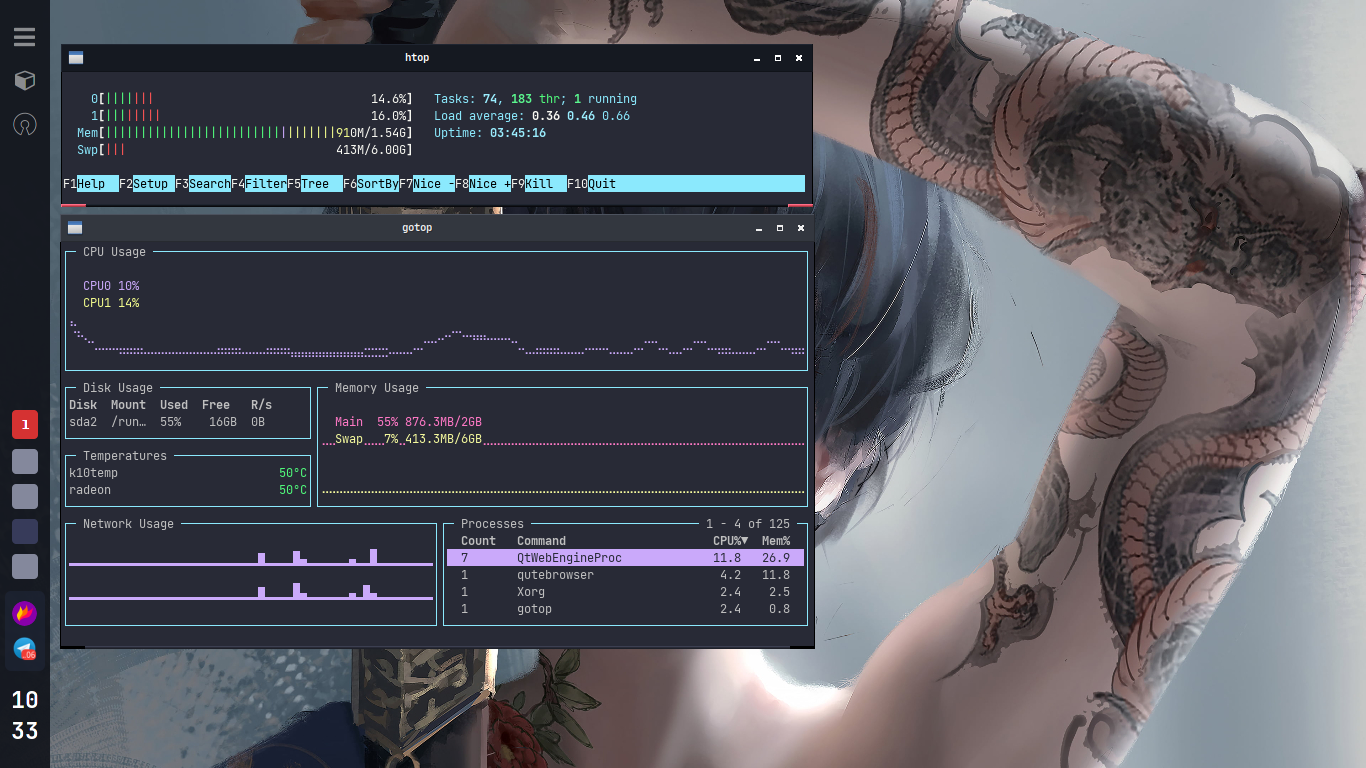 htop
0[||||||| 14.6%] Tasks: 74, 183 thr; 1 running
1[|||||||| 16.0%] Load average: 0.36 0.46 0.66
Mem[|||||||||||||||||||||||||||||||||910M/1.54G] Uptime: 03:45:16
Swp[||| 413M/6.00G]
F1Help F2Setup F3SearchF4FilterF5Tree F6SortByF7Nice -F8Nice +F9Kill F10Quit
gotop
CPU Usage
CPU0 10%
CPU1 14%
Disk Usage
Disk Mount Used Free R/s
sda2 /run… 55% 16GB 0B
Memory Usage
Main 55% 876.3MB/2GB
Swap 7% 413.3MB/6GB
Temperatures
k10temp 50°C
radeon 50°C
Network Usage
Processes 1 - 4 of 125
Count Command CPU%▼ Mem%
7 QtWebEngineProc 11.8 26.9
1 qutebrowser 4.2 11.8
1 Xorg 2.4 2.5
1 gotop 2.4 0.8
1
10
33